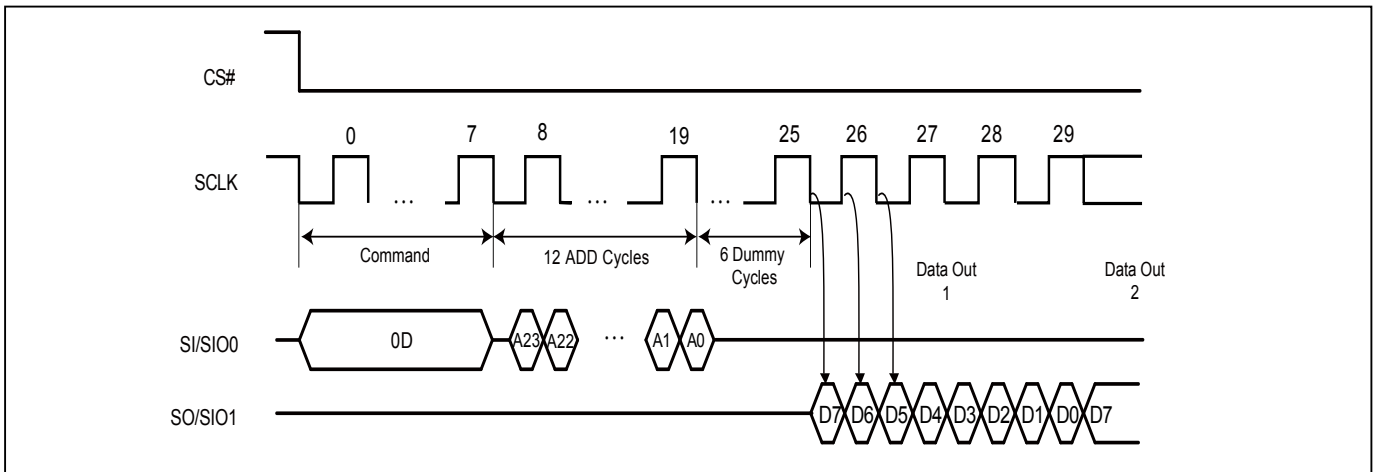 CS#
0 7 8 19 25 26 27 28 29
SCLK
... ... ...
Command 12 ADD Cycles 6 Dummy Cycles
Data Out 1
Data Out 2
SI/SIO0 0D A23 A22 ... A1 A0
SO/SIO1 D7 D6 D5 D4 D3 D2 D1 D0 D7